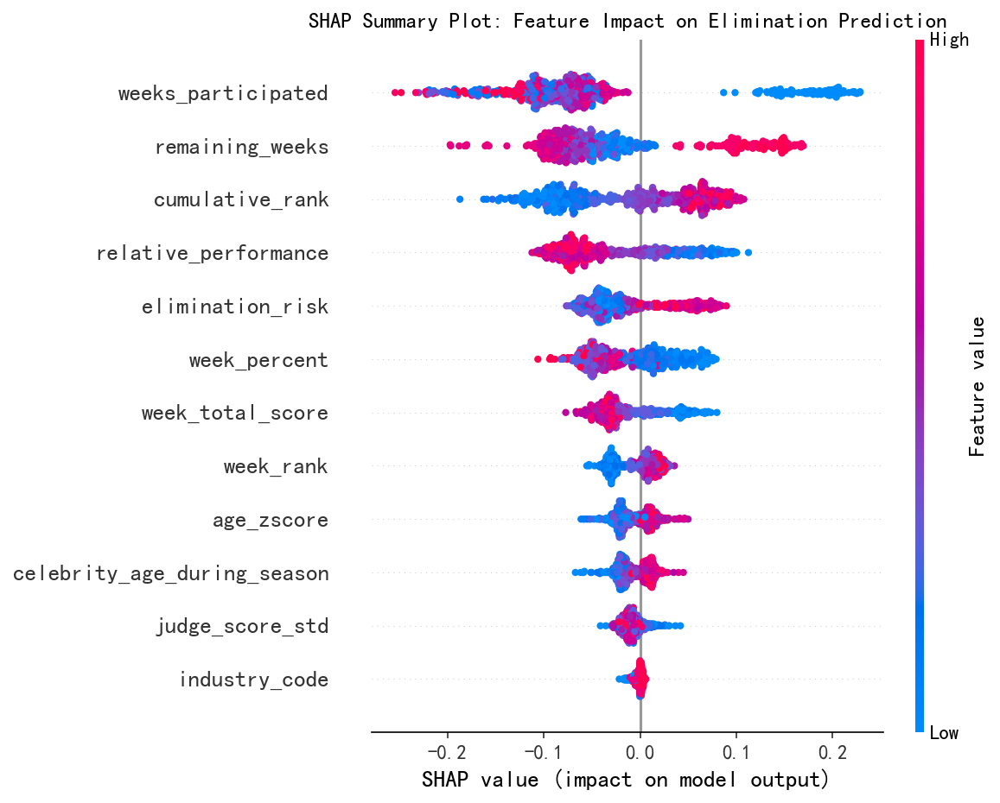 SHAP Summary Plot: Feature Impact on Elimination Prediction
High
weeks_participated
remaining_weeks
cumulative_rank
relative_performance
elimination_risk
week_percent
week_total_score
week_rank
age_zscore
celebrity_age_during_season
judge_score_std
industry_code
Feature value
Low
-0.2 -0.1 0.0 0.1 0.2
SHAP value (impact on model output)